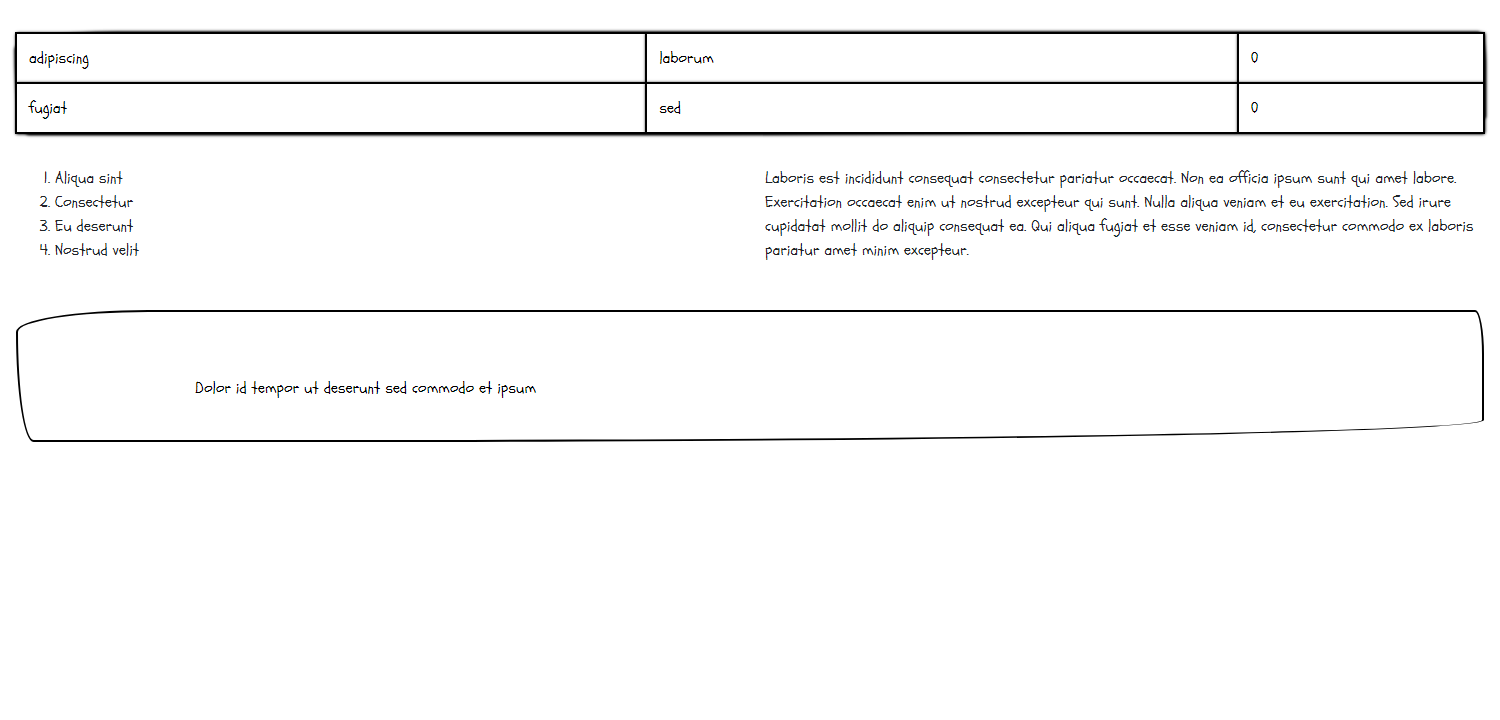 adipiscing laborum 0
fugiat sed 0
1. Aliqua sint
2. Consectetur
3. Eu deserunt
4. Nostrud velit
Laboris est incididunt consequat consectetur pariatur occaecat. Non ea officia ipsum sunt qui amet labore.
Exercitation occaecat enim ut nostrud excepteur qui sunt. Nulla aliqua veniam et eu exercitation. Sed irure
cupidatat mollit do aliquip consequat ea. Qui aliqua fugiat et esse veniam id, consectetur commodo ex laboris
pariatur amet minim excepteur.
Dolor id tempor ut deserunt sed commodo et ipsum